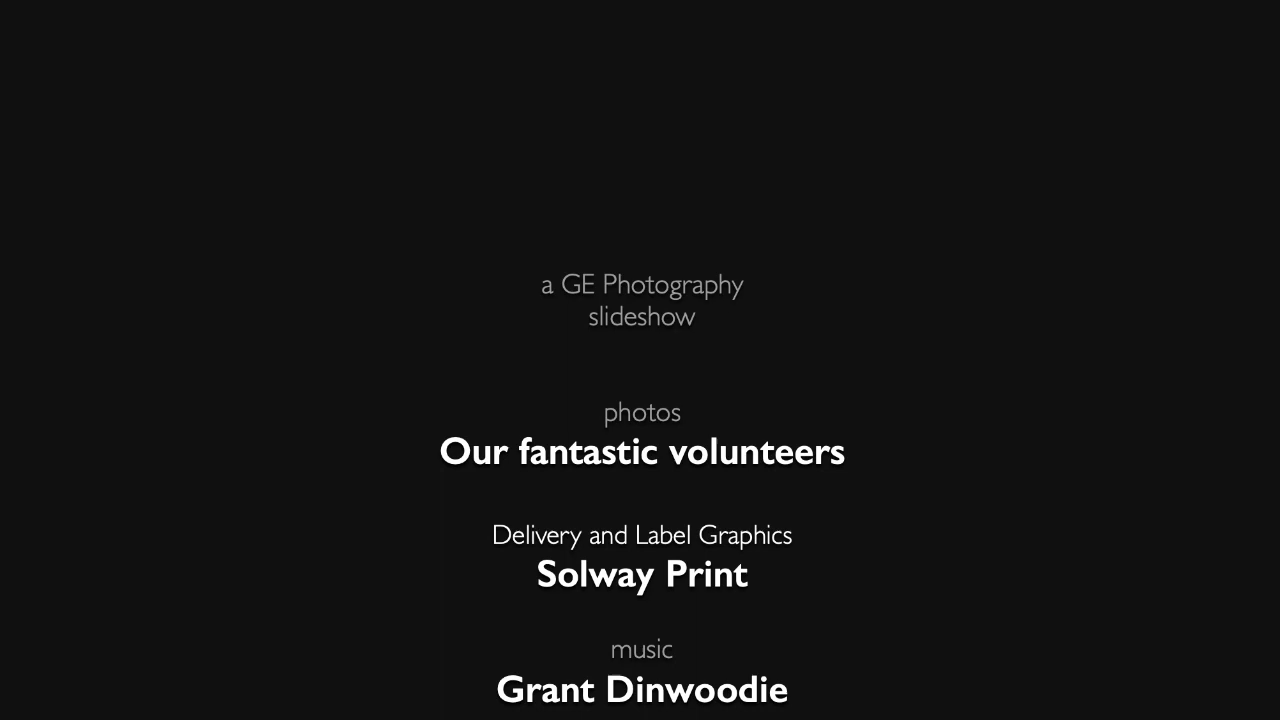 a GE Photography
slideshow
photos
Our fantastic volunteers
Delivery and Label Graphics
Solway Print
music
Grant Dinwoodie